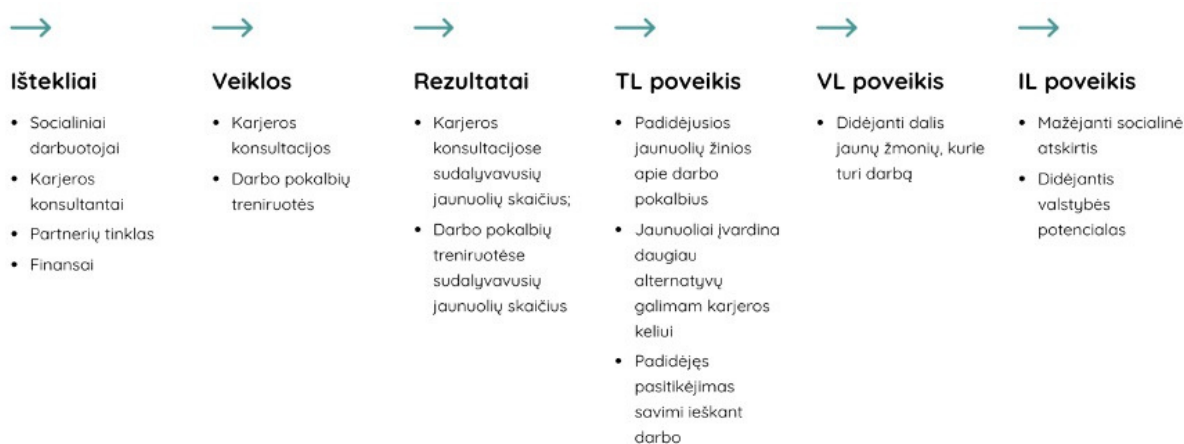 Ištekliai
• Socialiniai
darbuotojai
• Karjeros
konsultantai
• Partnerių tinklas
• Finansai
Veiklos
• Karjeros
konsultacijos
• Darbo pokalbių
treniruotės
Rezultatai
• Karjeros
konsultacijose
sudalyvavusių
jaunuolių skaičius;
• Darbo pokalbių
treniruotėse
sudalyvavusių
jaunuolių skaičius
TL poveikis
• Padidėjusios
jaunuolių žinios
apie darbo
pokalbius
• Jaunuoliai įvardina
daugiau
alternatyvų
galimam karjeros
keliui
• Padidėjęs
pasitikėjimas
savimi ieškant
darbo
VL poveikis
• Didėjanti dalis
jaunų žmonių, kurie
turi darbą
IL poveikis
• Mažėjanti socialinė
atskirtis
• Didėjantis
valstybės
potencialas